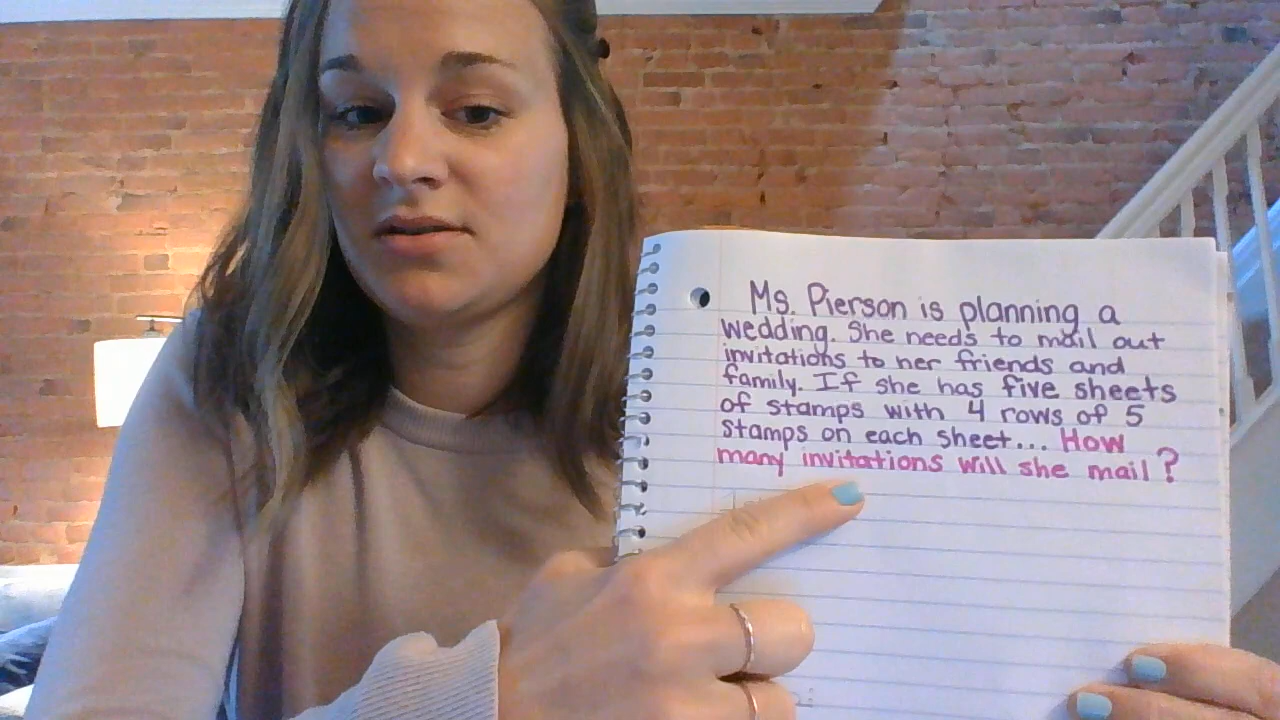 Ms. Pierson is planning a
wedding. She needs to mail out
invitations to her friends and
family. If she has five sheets
of stamps with 4 rows of 5
stamps on each sheet... How
many invitations will she mail?